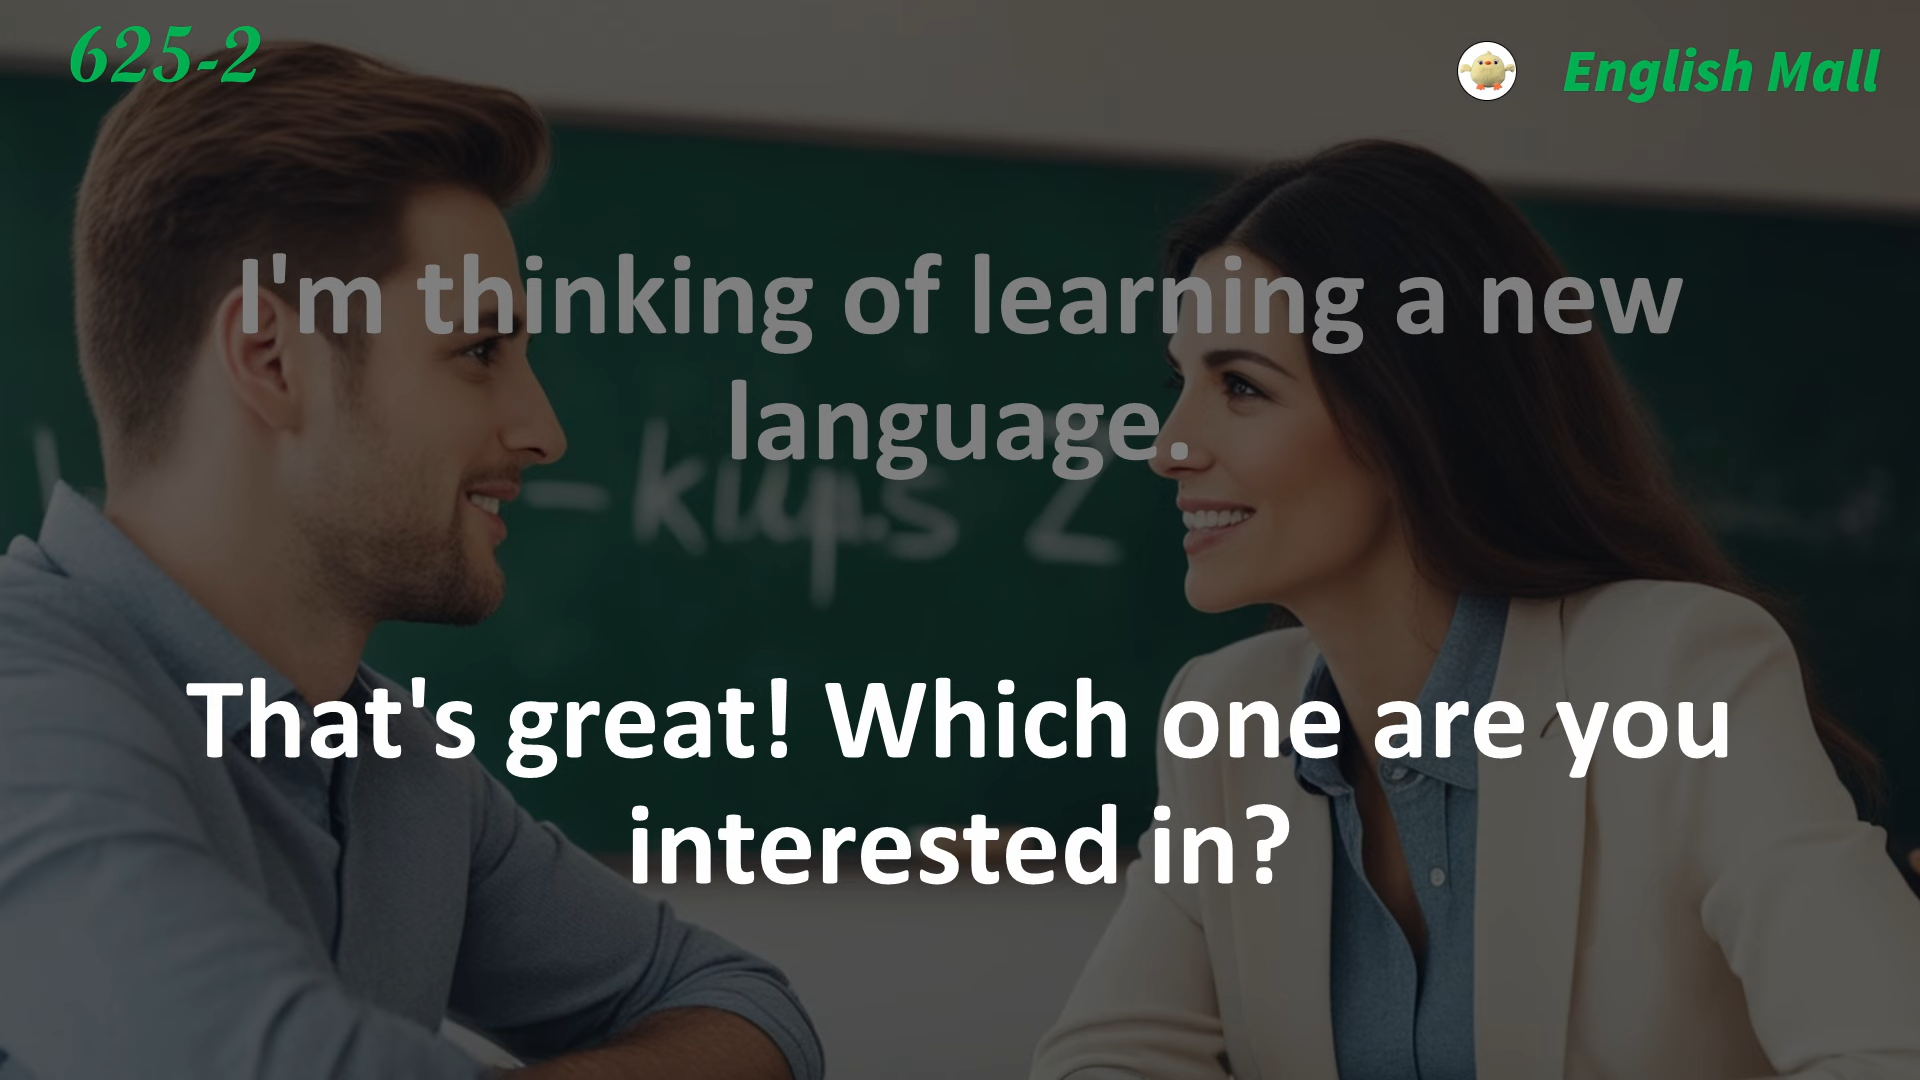 625-2
English Mall
I'm thinking of learning a new
language.
That's great! Which one are you
interested in?